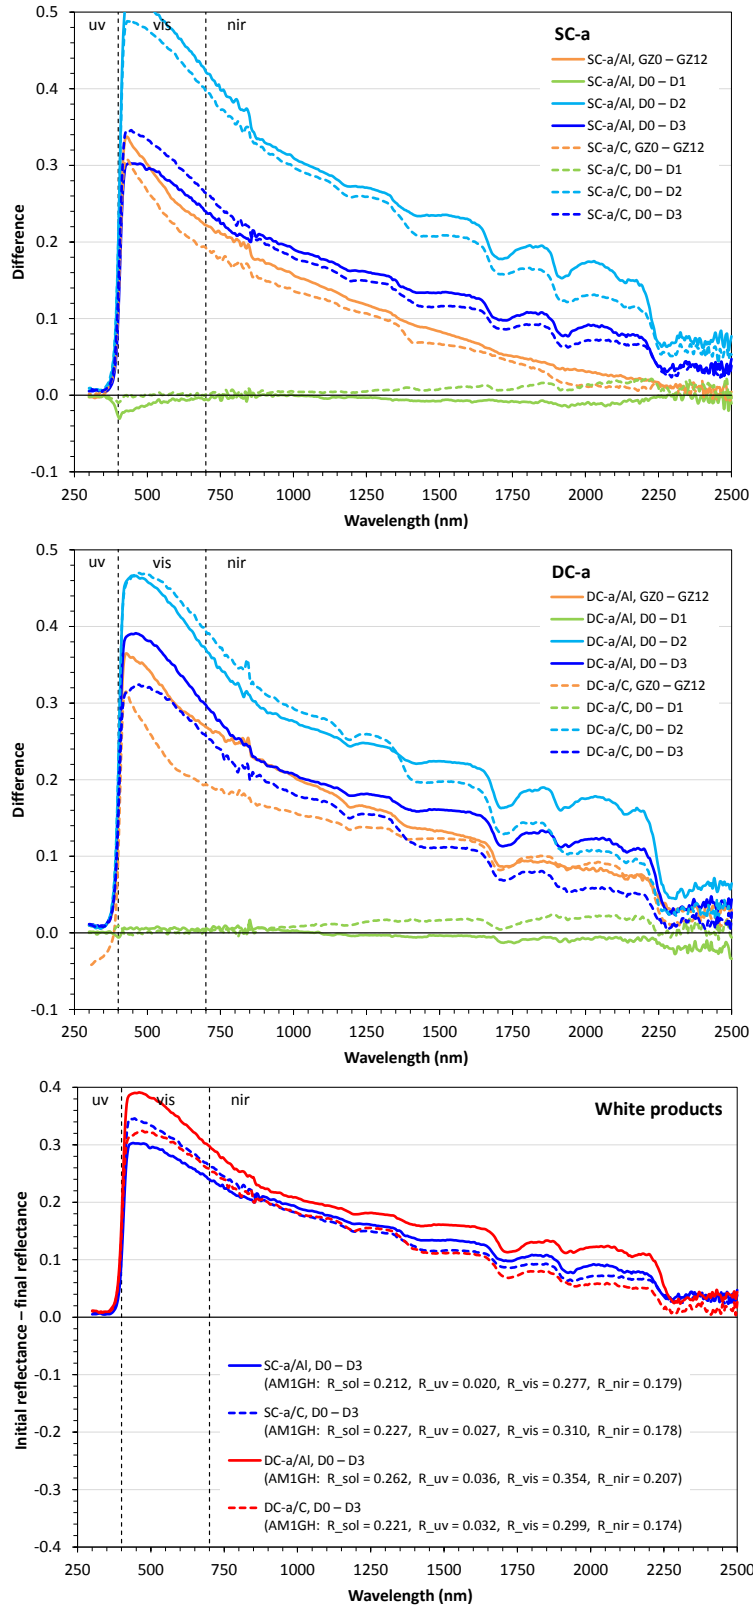 uv vis nir
SC-a
SC-a/Al, GZ0 – GZ12
SC-a/Al, D0 – D1
SC-a/Al, D0 – D2
SC-a/Al, D0 – D3
SC-a/C, GZ0 – GZ12
SC-a/C, D0 – D1
SC-a/C, D0 – D2
SC-a/C, D0 – D3
Difference
0.5
0.4
0.3
0.2
0.1
0.0
-0.1
250 500 750 1000 1250 1500 1750 2000 2250 2500
Wavelength (nm)
uv vis nir
DC-a
DC-a/Al, GZ0 – GZ12
DC-a/Al, D0 – D1
DC-a/Al, D0 – D2
DC-a/Al, D0 – D3
DC-a/C, GZ0 – GZ12
DC-a/C, D0 – D1
DC-a/C, D0 – D2
DC-a/C, D0 – D3
Difference
0.5
0.4
0.3
0.2
0.1
0.0
-0.1
250 500 750 1000 1250 1500 1750 2000 2250 2500
Wavelength (nm)
uv vis nir
White products
Initial reflectance – final reflectance
0.4
0.3
0.2
0.1
0.0
-0.1
-0.2
-0.3
-0.4
SC-a/Al, D0 – D3
(AM1GH: R_sol = 0.212, R_uv = 0.020, R_vis = 0.277, R_nir = 0.179)
SC-a/C, D0 – D3
(AM1GH: R_sol = 0.227, R_uv = 0.027, R_vis = 0.310, R_nir = 0.178)
DC-a/Al, D0 – D3
(AM1GH: R_sol = 0.262, R_uv = 0.036, R_vis = 0.354, R_nir = 0.207)
DC-a/C, D0 – D3
(AM1GH: R_sol = 0.221, R_uv = 0.032, R_vis = 0.299, R_nir = 0.174)
250 500 750 1000 1250 1500 1750 2000 2250 2500
Wavelength (nm)